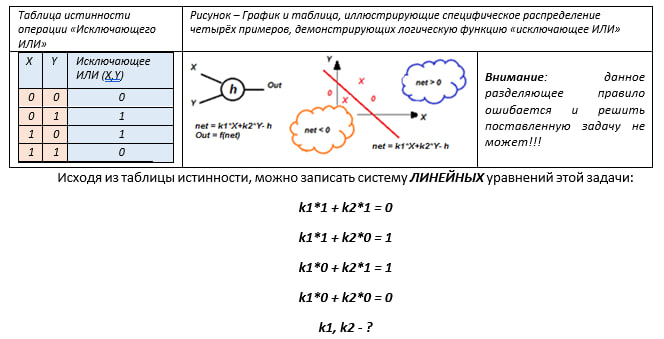 Таблица истинности
операции «Исключающего
ИЛИ»
X Y Исключающее
ИЛИ (X,Y)
0 0 0
0 1 1
1 0 1
1 1 0
Рисунок – График и таблица, иллюстрирующие специфическое распределение
четырёх примеров, демонстрирующих логическую функцию «исключающее ИЛИ»
X
Y
h
Out
net = k1*X+k2*Y- h
Out = f(net)
Y
X
0
X
X
0
net > 0
net < 0
net = k1*X+k2*Y- h
Внимание: данное
разделяющее правило
ошибается и решить
поставленную задачу не
может!!!
Исходя из таблицы истинности, можно записать систему ЛИНЕЙНЫХ уравнений этой задачи:
k1*1 + k2*1 = 0
k1*1 + k2*0 = 1
k1*0 + k2*1 = 1
k1*0 + k2*0 = 0
k1, k2 - ?